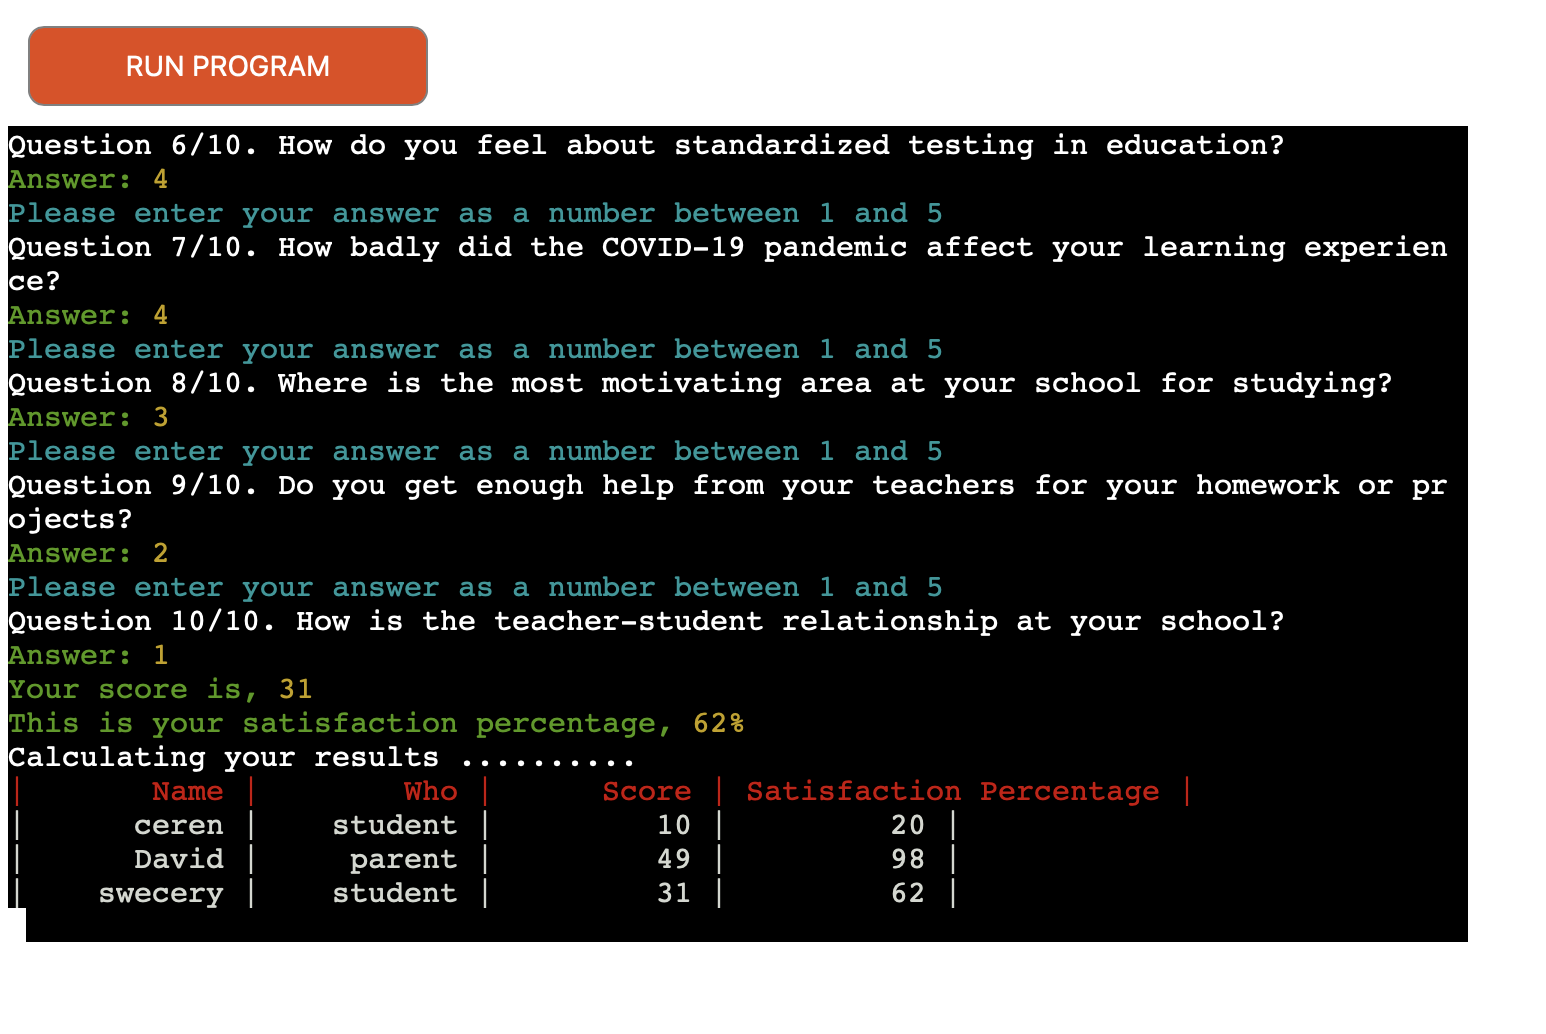 RUN PROGRAM
Question 6/10. How do you feel about standardized testing in education?
Answer: 4
Please enter your answer as a number between 1 and 5
Question 7/10. How badly did the COVID-19 pandemic affect your learning experien
ce?
Answer: 4
Please enter your answer as a number between 1 and 5
Question 8/10. Where is the most motivating area at your school for studying?
Answer: 3
Please enter your answer as a number between 1 and 5
Question 9/10. Do you get enough help from your teachers for your homework or pr
ojects?
Answer: 2
Please enter your answer as a number between 1 and 5
Question 10/10. How is the teacher-student relationship at your school?
Answer: 1
Your score is, 31
This is your satisfaction percentage, 62%
Calculating your results ..........
| Name | Who | Score | Satisfaction Percentage |
| ceren | student | 10 | 20 |
| David | parent | 49 | 98 |
| swecery | student | 31 | 62 |